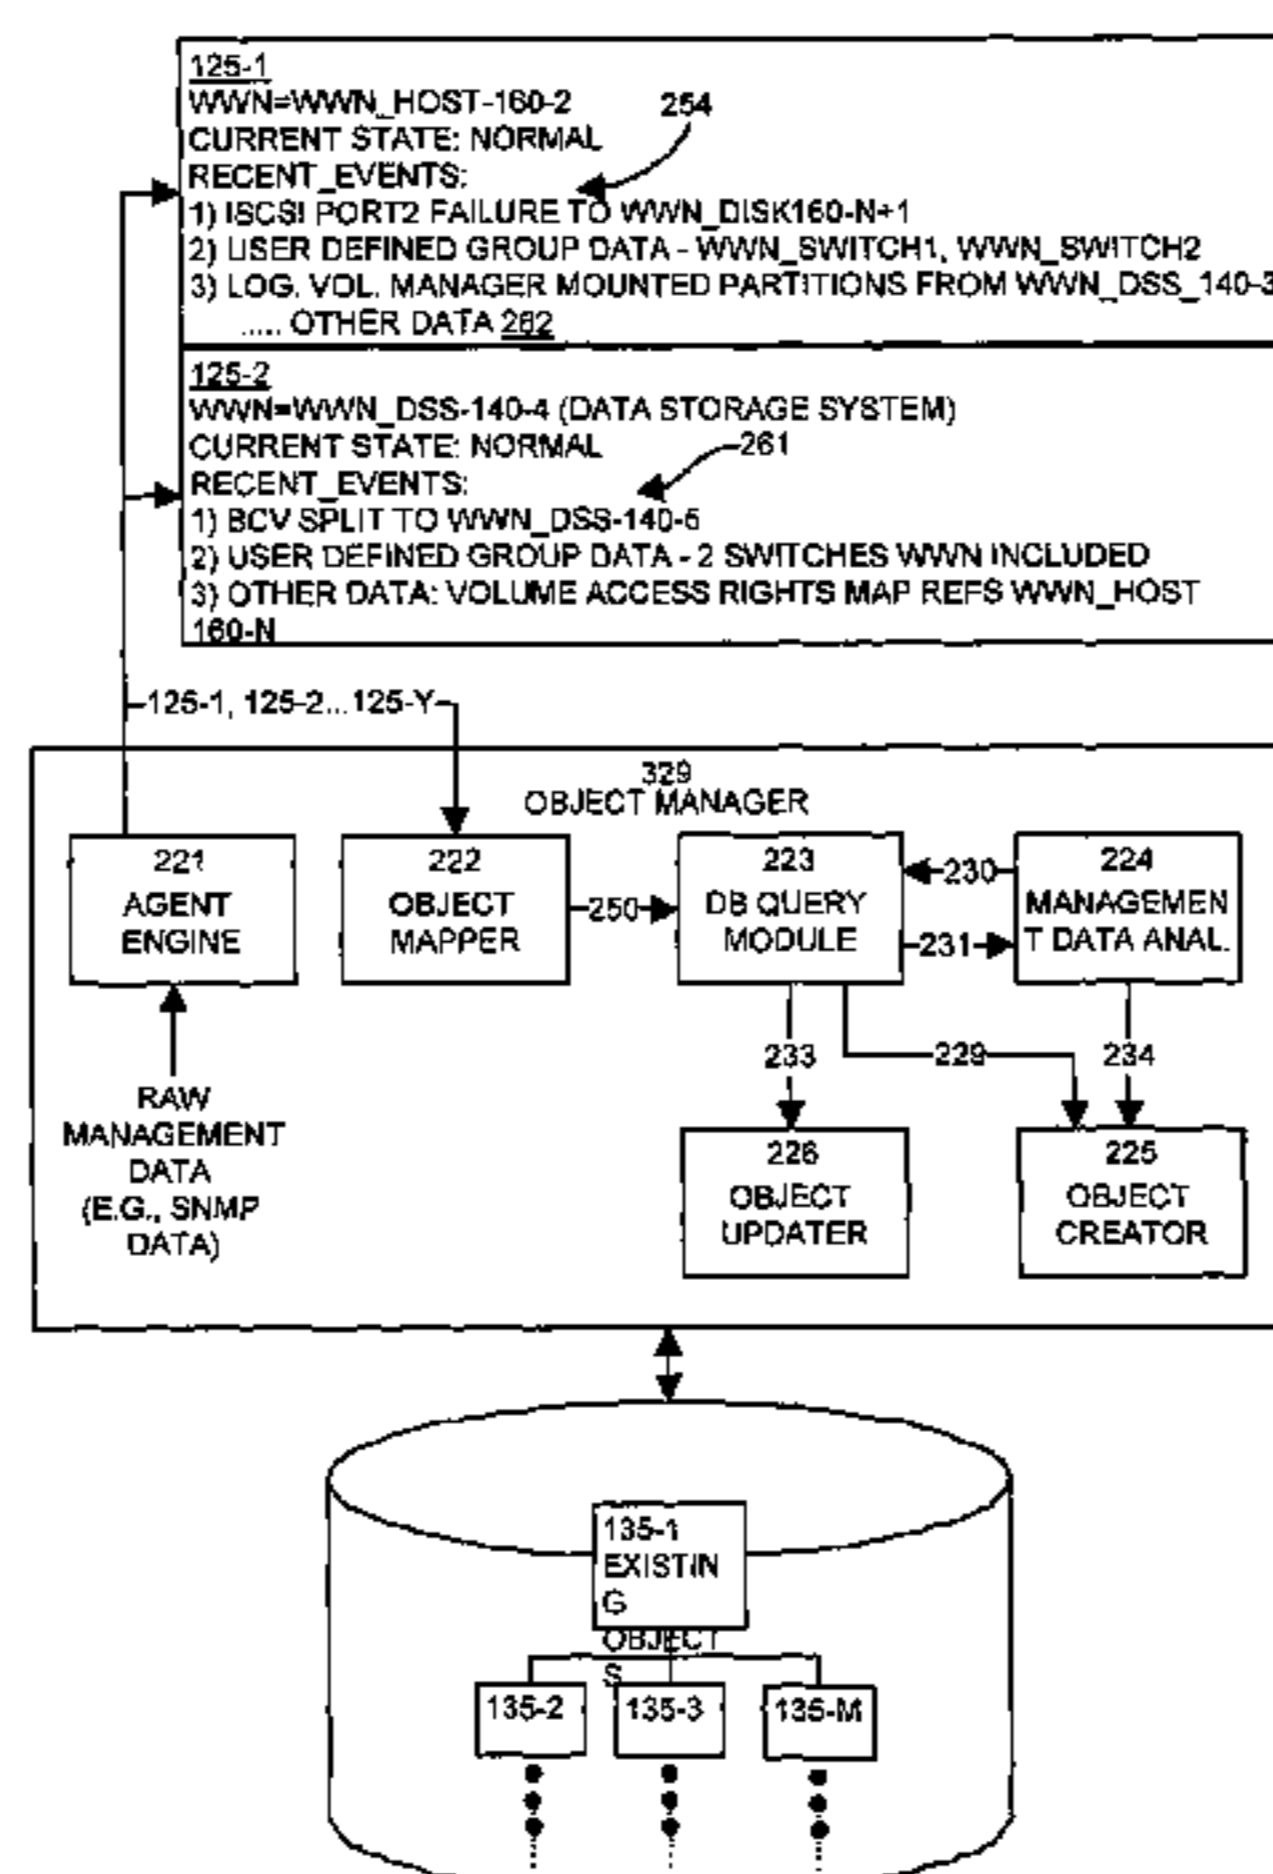 125-1
WWN=WWN_HOST-160-2
254
CURRENT STATE: NORMAL
RECENT_EVENTS:
1) ISCSI PORT2 FAILURE TO WWN_DISK160-N+1
2) USER DEFINED GROUP DATA - WWN_SWITCH1, WWN_SWITCH2
3) LOG. VOL. MANAGER MOUNTED PARTITIONS FROM WWN_DSS_140-3
..... OTHER DATA 262
125-2
WWN=WWN_DSS-140-4 (DATA STORAGE SYSTEM)
CURRENT STATE: NORMAL
261
RECENT_EVENTS:
1) BCV SPLIT TO WWN_DSS-140-5
2) USER DEFINED GROUP DATA - 2 SWITCHES WWN INCLUDED
3) OTHER DATA: VOLUME ACCESS RIGHTS MAP REFS WWN_HOST
160-N
125-1, 125-2... 125-Y
329
OBJECT MANAGER
221
AGENT
ENGINE
222
OBJECT
MAPPER
250
223
DB QUERY
MODULE
230
231
224
MANAGEMEN
T DATA ANAL.
233
229
234
RAW
MANAGEMENT
DATA
(E.G., SNMP
DATA)
226
OBJECT
UPDATER
225
OBJECT
CREATOR
135-1
EXISTIN
G
OBJECT
S
135-2
135-3
135-M